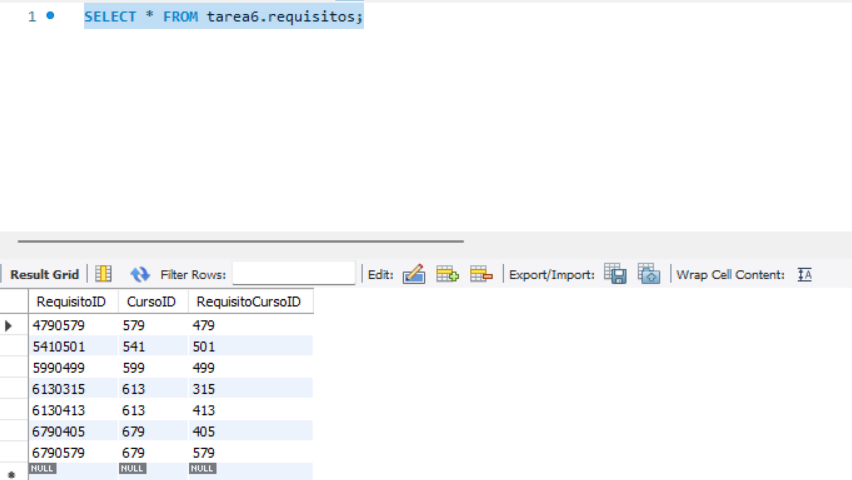 1 SELECT * FROM tarea6.requisitos;
Result Grid Filter Rows: Edit: Export/Import: Wrap Cell Content: IA
RequisitoID CursoID RequisitoCursoID
4790579 579 479
5410501 541 501
5990499 599 499
6130315 613 315
6130413 613 413
6790405 679 405
6790579 679 579
NULL NULL NULL